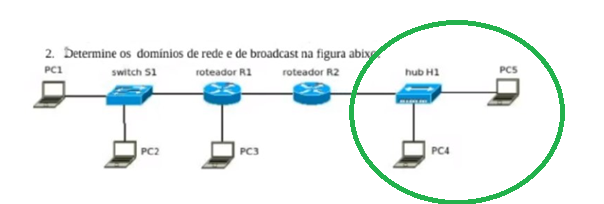 2. Determine os domínios de rede e de broadcast na figura abixo.
PC1 switch S1 roteador R1 roteador R2 hub H1 PC5
PC2 PC3 PC4